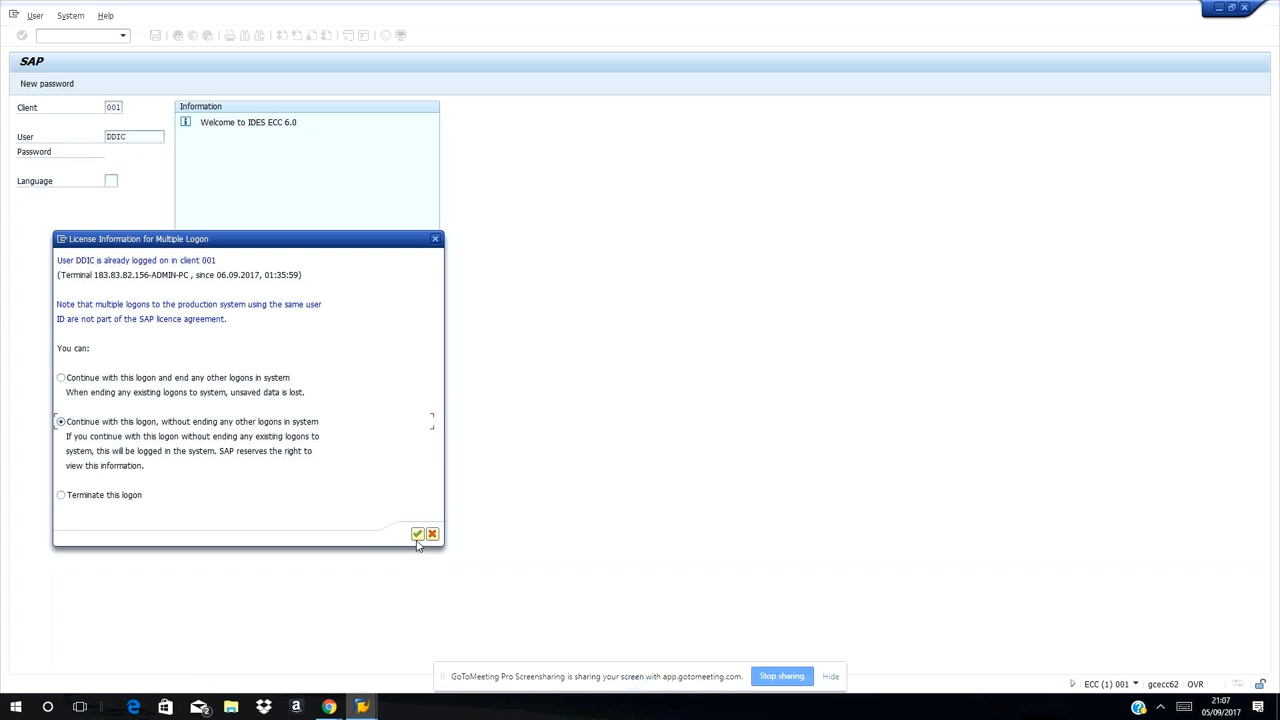 User System Help
SAP
New password
Client 001
Information
Welcome to IDES ECC 6.0
User DDIC
Password
Language
License Information for Multiple Logon
User DDIC is already logged on in client 001
(Terminal 183.83.82.156-ADMIN-PC , since 06.09.2017, 01:35:59)
Note that multiple logons to the production system using the same user
ID are not part of the SAP licence agreement.
You can:
Continue with this logon and end any other logons in system
When ending any existing logons to system, unsaved data is lost.
Continue with this logon, without ending any other logons in system
If you continue with this logon without ending any existing logons to
system, this will be logged in the system. SAP reserves the right to
view this information.
Terminate this logon
GoToMeeting Pro Screensharing is sharing your screen with app.gotomeeting.com. Stop sharing Hide
ECC (1) 001 gcecc62 OVR
21:07
05/09/2017